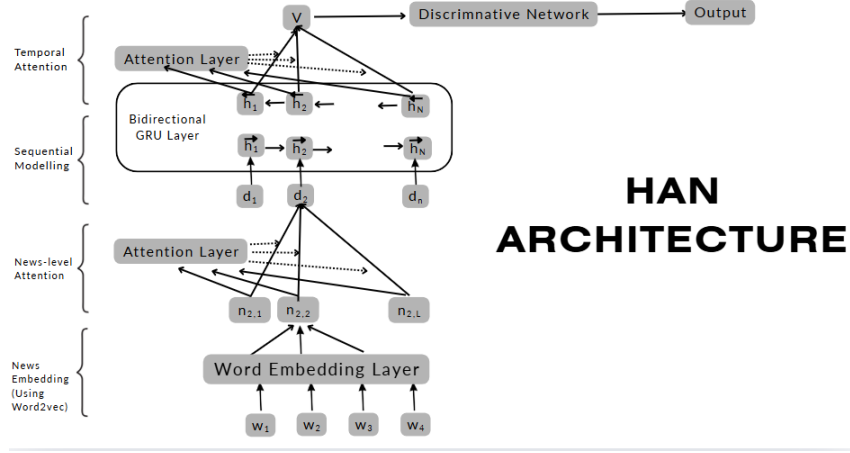 V
Discrimnative Network
Output
Temporal
Attention
Attention Layer
h₁
h₂
h_N
Bidirectional
GRU Layer
Sequential
Modelling
h₁
h₂
h_N
d₁
d₂
dₙ
HAN
ARCHITECTURE
News-level
Attention
Attention Layer
n₂,₁
n₂,₂
n₂,L
News
Embedding
(Using
Word2vec)
Word Embedding Layer
w₁
w₂
w₃
w₄